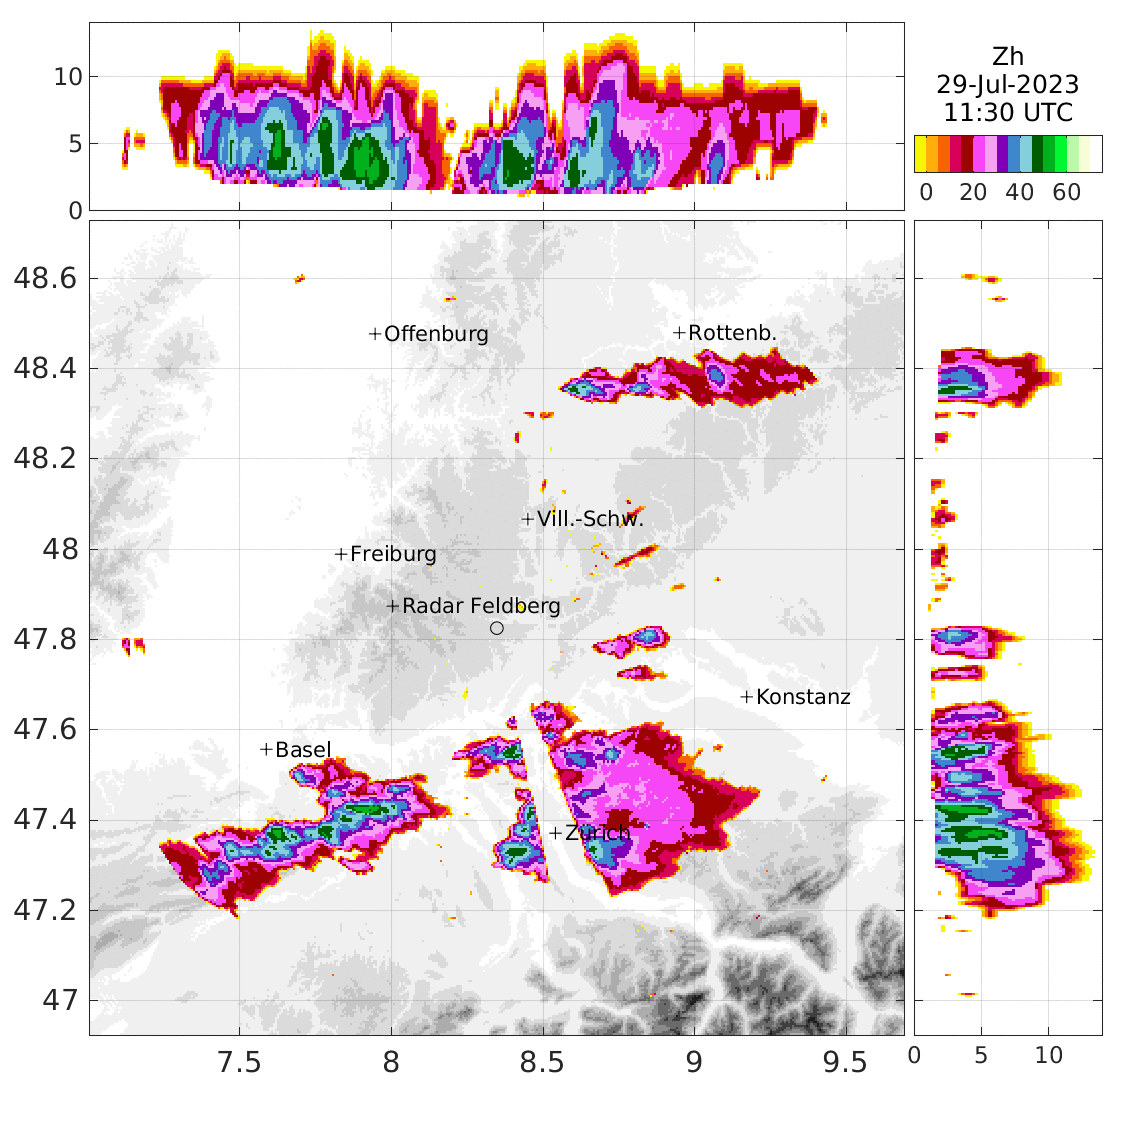 10
5
0
Zh
29-Jul-2023
11:30 UTC
0 20 40 60
48.6
48.4
48.2
48
47.8
47.6
47.4
47.2
47
+Offenburg
+Rottenb.
+Vill.-Schw.
+Freiburg
+Radar Feldberg
+Konstanz
+Basel
+Zürich
7.5 8 8.5 9 9.5
0 5 10